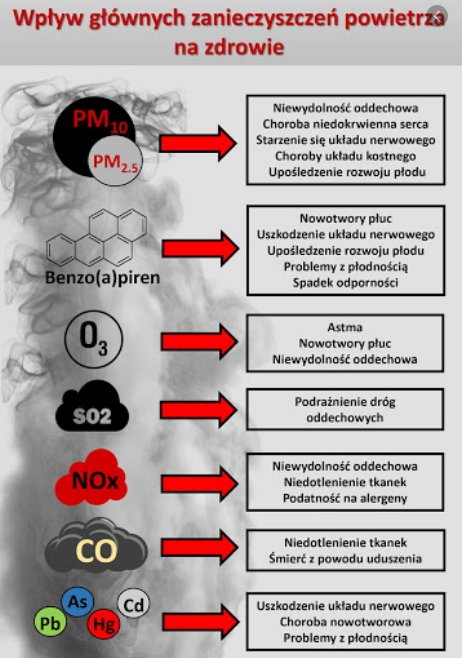 Wpływ głównych zanieczyszczeń powietrza
na zdrowie
PM10
PM2.5
Niewydolność oddechowa
Choroba niedokrwienna serca
Starzenie się układu nerwowego
Choroby układu kostnego
Upośledzenie rozwoju płodu
Benzo(a)piren
Nowotwory płuc
Uszkodzenie układu nerwowego
Upośledzenie rozwoju płodu
Problemy z płodnością
Spadek odporności
O3
Astma
Nowotwory płuc
Niewydolność oddechowa
SO2
Podrażnienie dróg
oddechowych
NOx
Niewydolność oddechowa
Niedotlenienie tkanek
Podatność na alergeny
CO
Niedotlenienie tkanek
Śmierć z powodu uduszenia
Pb
As
Hg
Cd
Uszkodzenie układu nerwowego
Choroba nowotworowa
Problemy z płodnością